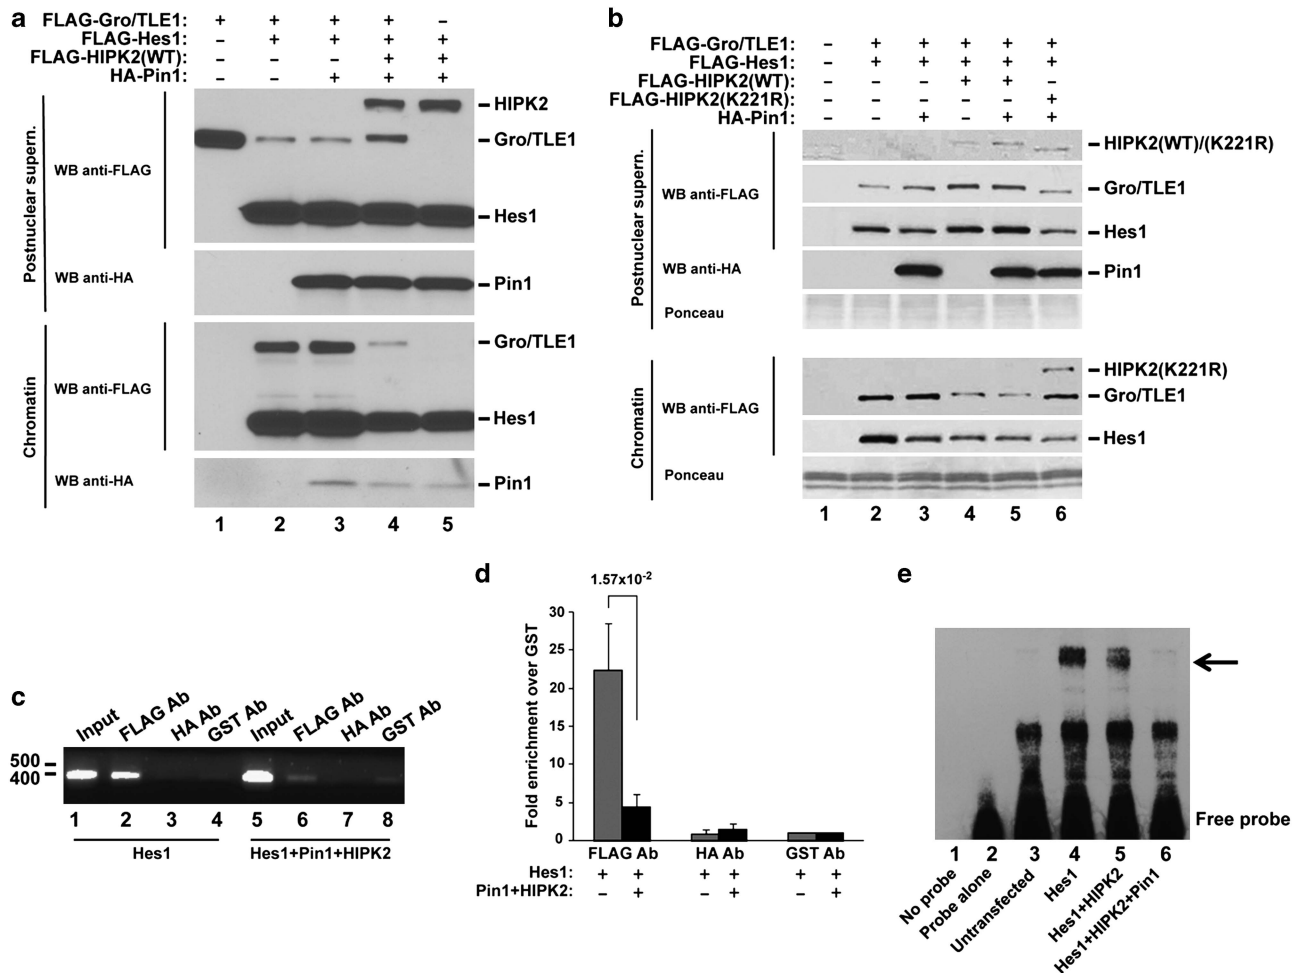 a
FLAG-Gro/TLE1: + + + + –
FLAG-Hes1: – + + + +
FLAG-HIPK2(WT): – – – + +
HA-Pin1: – – + + +
Postnuclear supern.
WB anti-FLAG
HIPK2
Gro/TLE1
Hes1
WB anti-HA
Pin1
Chromatin
WB anti-FLAG
Gro/TLE1
Hes1
WB anti-HA
Pin1
1 2 3 4 5
b
FLAG-Gro/TLE1: – + + + + +
FLAG-Hes1: – + + + + +
FLAG-HIPK2(WT): – – – + + –
FLAG-HIPK2(K221R): – – – – – +
HA-Pin1: – – + – + +
Postnuclear supern.
WB anti-FLAG
HIPK2(WT)/(K221R)
Gro/TLE1
Hes1
WB anti-HA
Pin1
Ponceau
Chromatin
WB anti-FLAG
HIPK2(K221R)
Gro/TLE1
Hes1
Ponceau
1 2 3 4 5 6
c
Input FLAG Ab HA Ab GST Ab Input FLAG Ab HA Ab GST Ab
500
400
1 2 3 4 5 6 7 8
Hes1 Hes1+Pin1+HIPK2
d
1.57x10-2
Fold enrichment over GST
30
25
20
15
10
5
0
FLAG Ab HA Ab GST Ab
Hes1: + + + + + +
Pin1+HIPK2: – + – + – +
e
Free probe
1 2 3 4 5 6
No probe
Probe alone
Untransfected
Hes1
Hes1+HIPK2
Hes1+HIPK2+Pin1